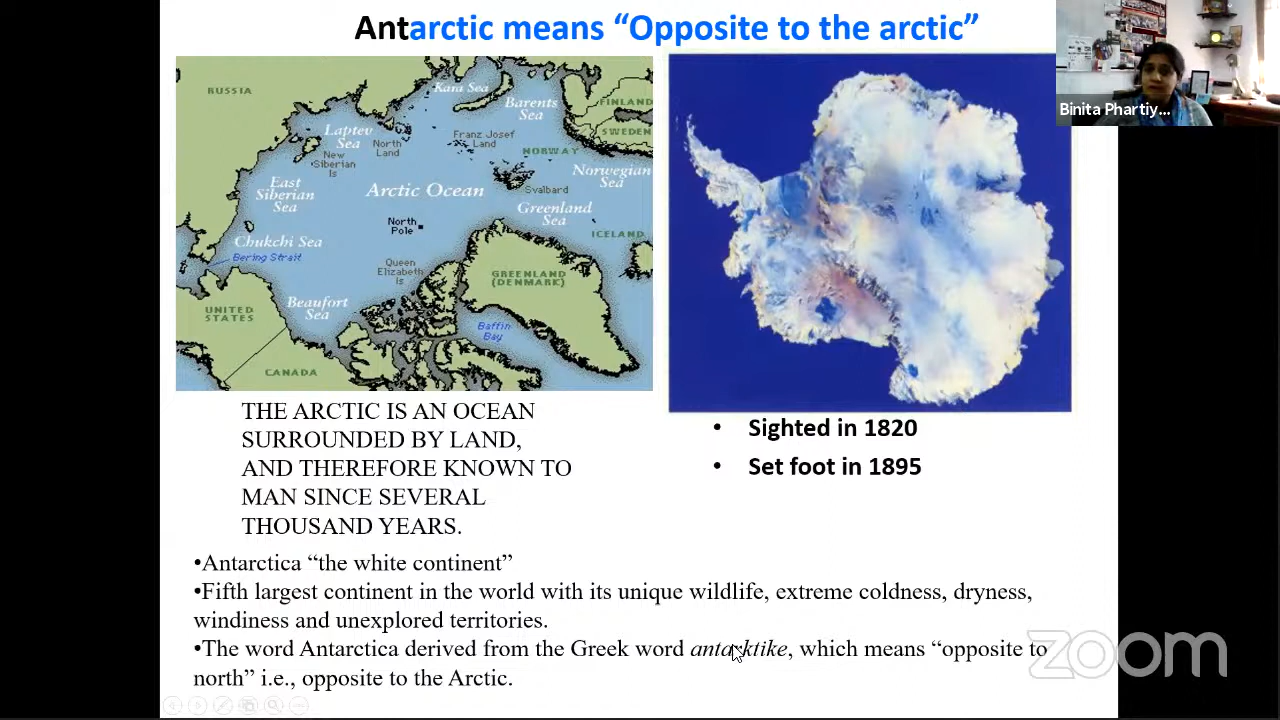 Antarctic means “Opposite to the arctic”
RUSSIA
Kara Sea
Barents
Sea
FINLAND
SWEDEN
NORWAY
Laptev
Sea
North
Land
Franz Josef
Land
New
Siberian
Is
East
Siberian
Sea
Arctic Ocean
Svalbard
Norwegian
Sea
Greenland
Sea
North
Pole
ICELAND
Chukchi Sea
Bering Strait
Queen
Elizabeth
Is
GREENLAND
(DENMARK)
UNITED
STATES
Beaufort
Sea
Baffin
Bay
CANADA
Binita Phartiy...
THE ARCTIC IS AN OCEAN
SURROUNDED BY LAND,
AND THEREFORE KNOWN TO
MAN SINCE SEVERAL
THOUSAND YEARS.
• Sighted in 1820
• Set foot in 1895
•Antarctica “the white continent”
•Fifth largest continent in the world with its unique wildlife, extreme coldness, dryness,
windiness and unexplored territories.
•The word Antarctica derived from the Greek word antarktike, which means “opposite to
north” i.e., opposite to the Arctic.
zoom